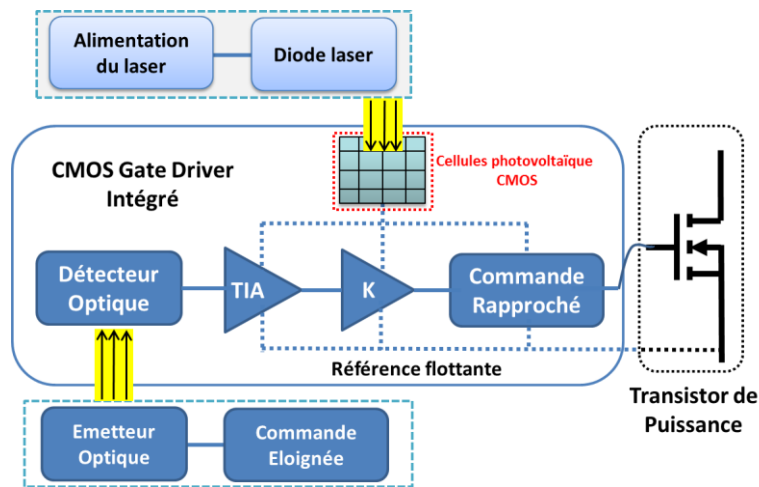 Alimentation
du laser
Diode laser
CMOS Gate Driver
Intégré
Cellules photovoltaïque
CMOS
Détecteur
Optique
TIA
K
Commande
Rapproché
Référence flottante
Transistor de
Puissance
Emetteur
Optique
Commande
Eloignée